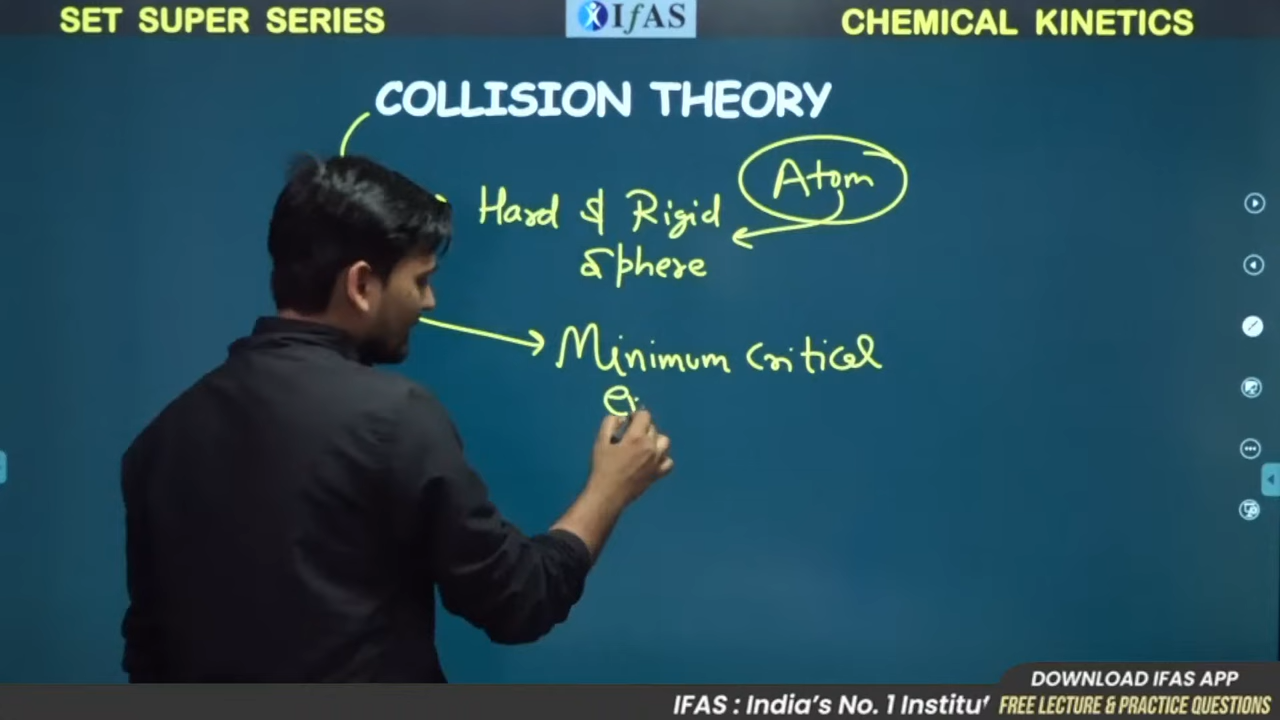 SET SUPER SERIES
IfAS
CHEMICAL KINETICS
COLLISION THEORY
Hard & Rigid
Sphere
Atom
Minimum Critical
e
DOWNLOAD IFAS APP
IFAS : India's No. 1 Institu
FREE LECTURE & PRACTICE QUESTIONS